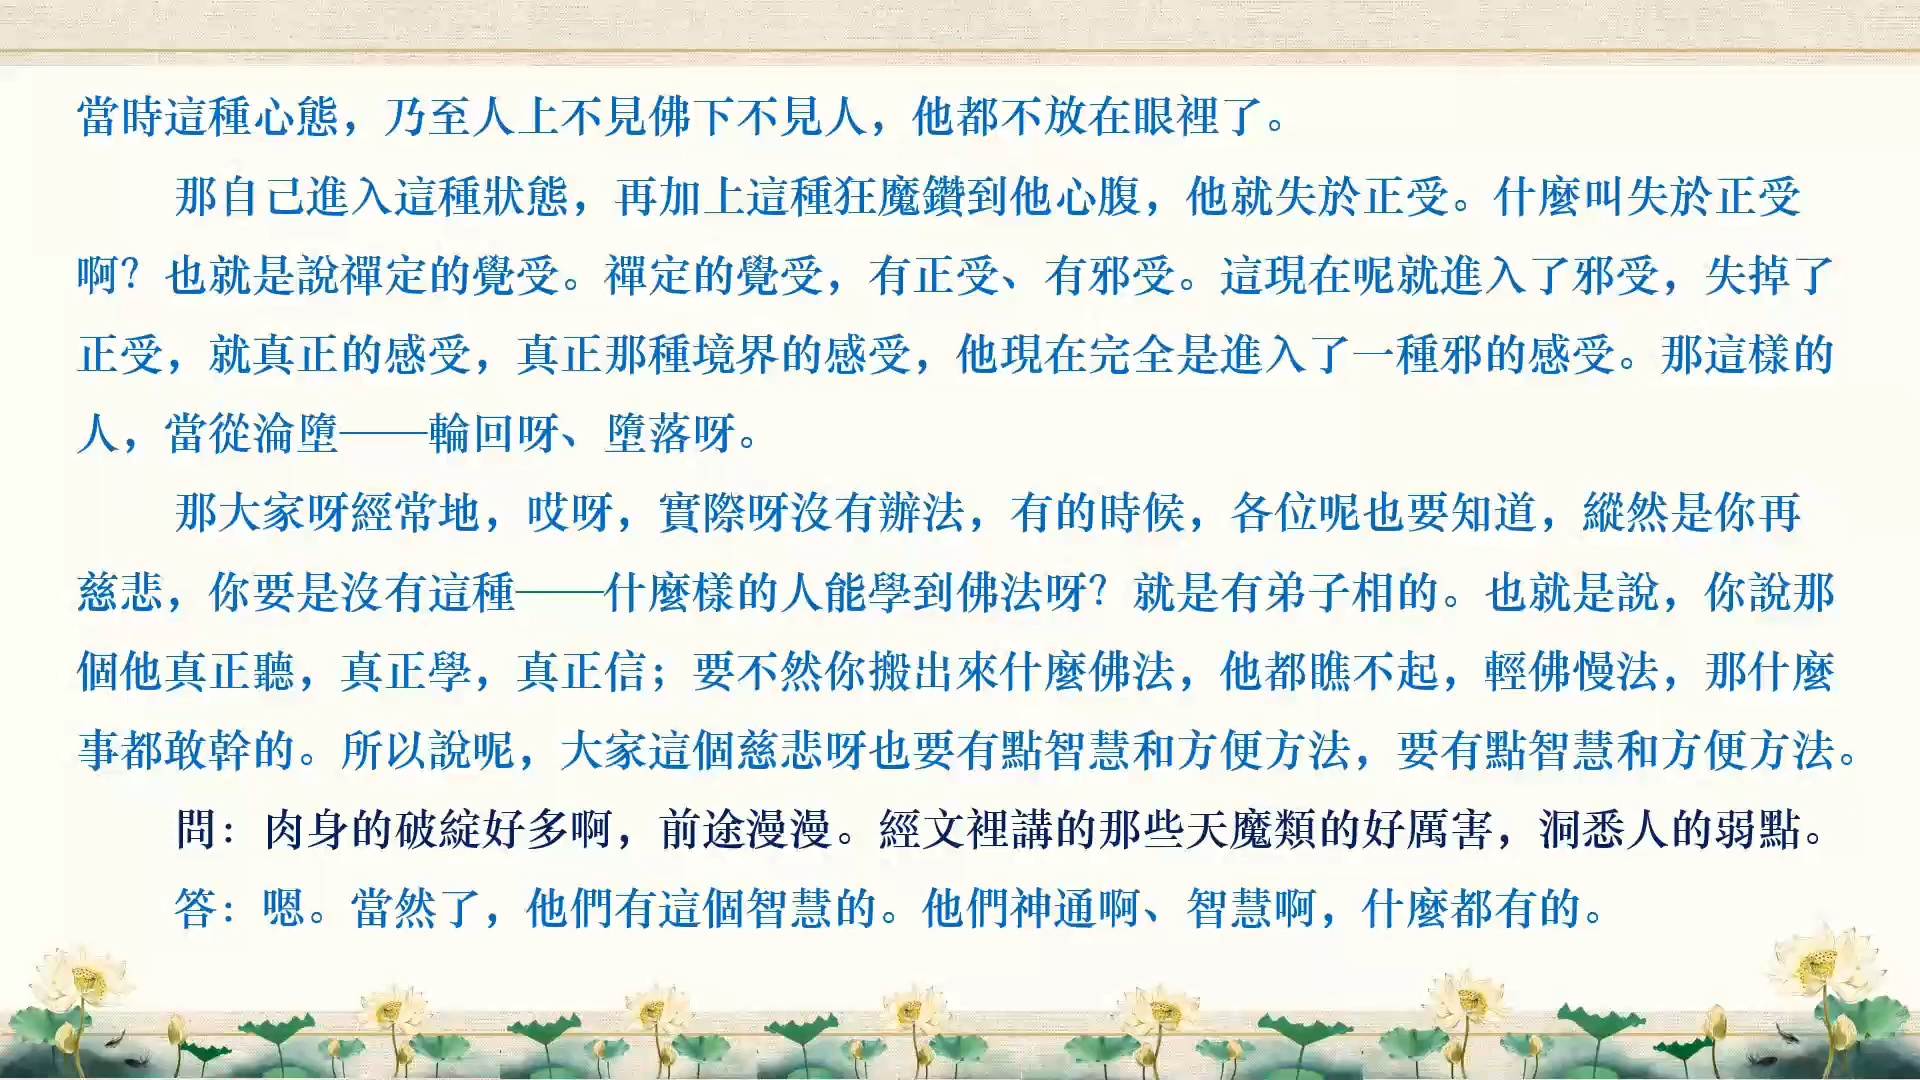 當時這種心態，乃至人上不見佛下不見人，他都不放在眼裡了。
那自己進入這種狀態，再加上這種狂魔鑽到他心腹，他就失於正受。什麼叫失於正受
啊？也就是說禪定的覺受。禪定的覺受，有正受、有邪受。這現在呢就進入了邪受，失掉了
正受，就真正的感受，真正那種境界的感受，他現在完全是進入了一種邪的感受。那這樣的
人，當從淪墮——輪回呀、墮落呀。
那大家呀經常地，哎呀，實際呀沒有辦法，有的時候，各位呢也要知道，縱然是你再
慈悲，你要是沒有這種——什麼樣的人能學到佛法呀？就是有弟子相的。也就是說，你說那
個他真正聽，真正學，真正信；要不然你搬出來什麼佛法，他都瞧不起，輕佛慢法，那什麼
事都敢幹的。所以說呢，大家這個慈悲呀也要有點智慧和方便方法，要有點智慧和方便方法。
問：肉身的破綻好多啊，前途漫漫。經文裡講的那些天魔類的好厲害，洞悉人的弱點。
答：嗯。當然了，他們有這個智慧的。他們神通啊、智慧啊，什麼都有的。